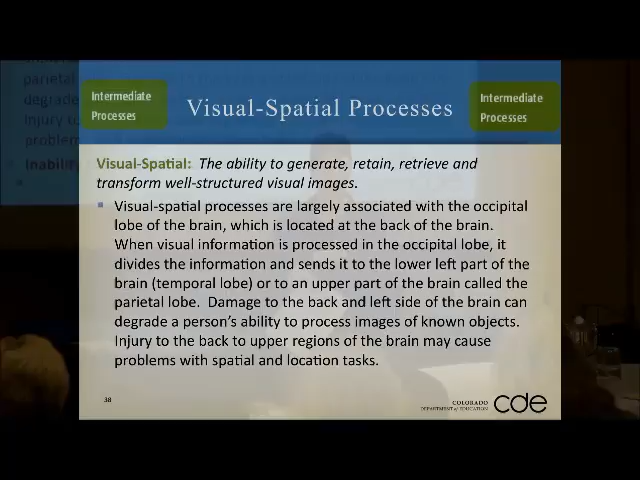 Intermediate
Processes
Visual-Spatial Processes
Intermediate
Processes
Visual-Spatial: The ability to generate, retain, retrieve and
transform well-structured visual images.
Visual-spatial processes are largely associated with the occipital
lobe of the brain, which is located at the back of the brain.
When visual information is processed in the occipital lobe, it
divides the information and sends it to the lower left part of the
brain (temporal lobe) or to an upper part of the brain called the
parietal lobe. Damage to the back and left side of the brain can
degrade a person's ability to process images of known objects.
Injury to the back to upper regions of the brain may cause
problems with spatial and location tasks.
38
COLORADO
DEPARTMENT of EDUCATION
cde
parietal
degrade
Injury to
problem
Inability